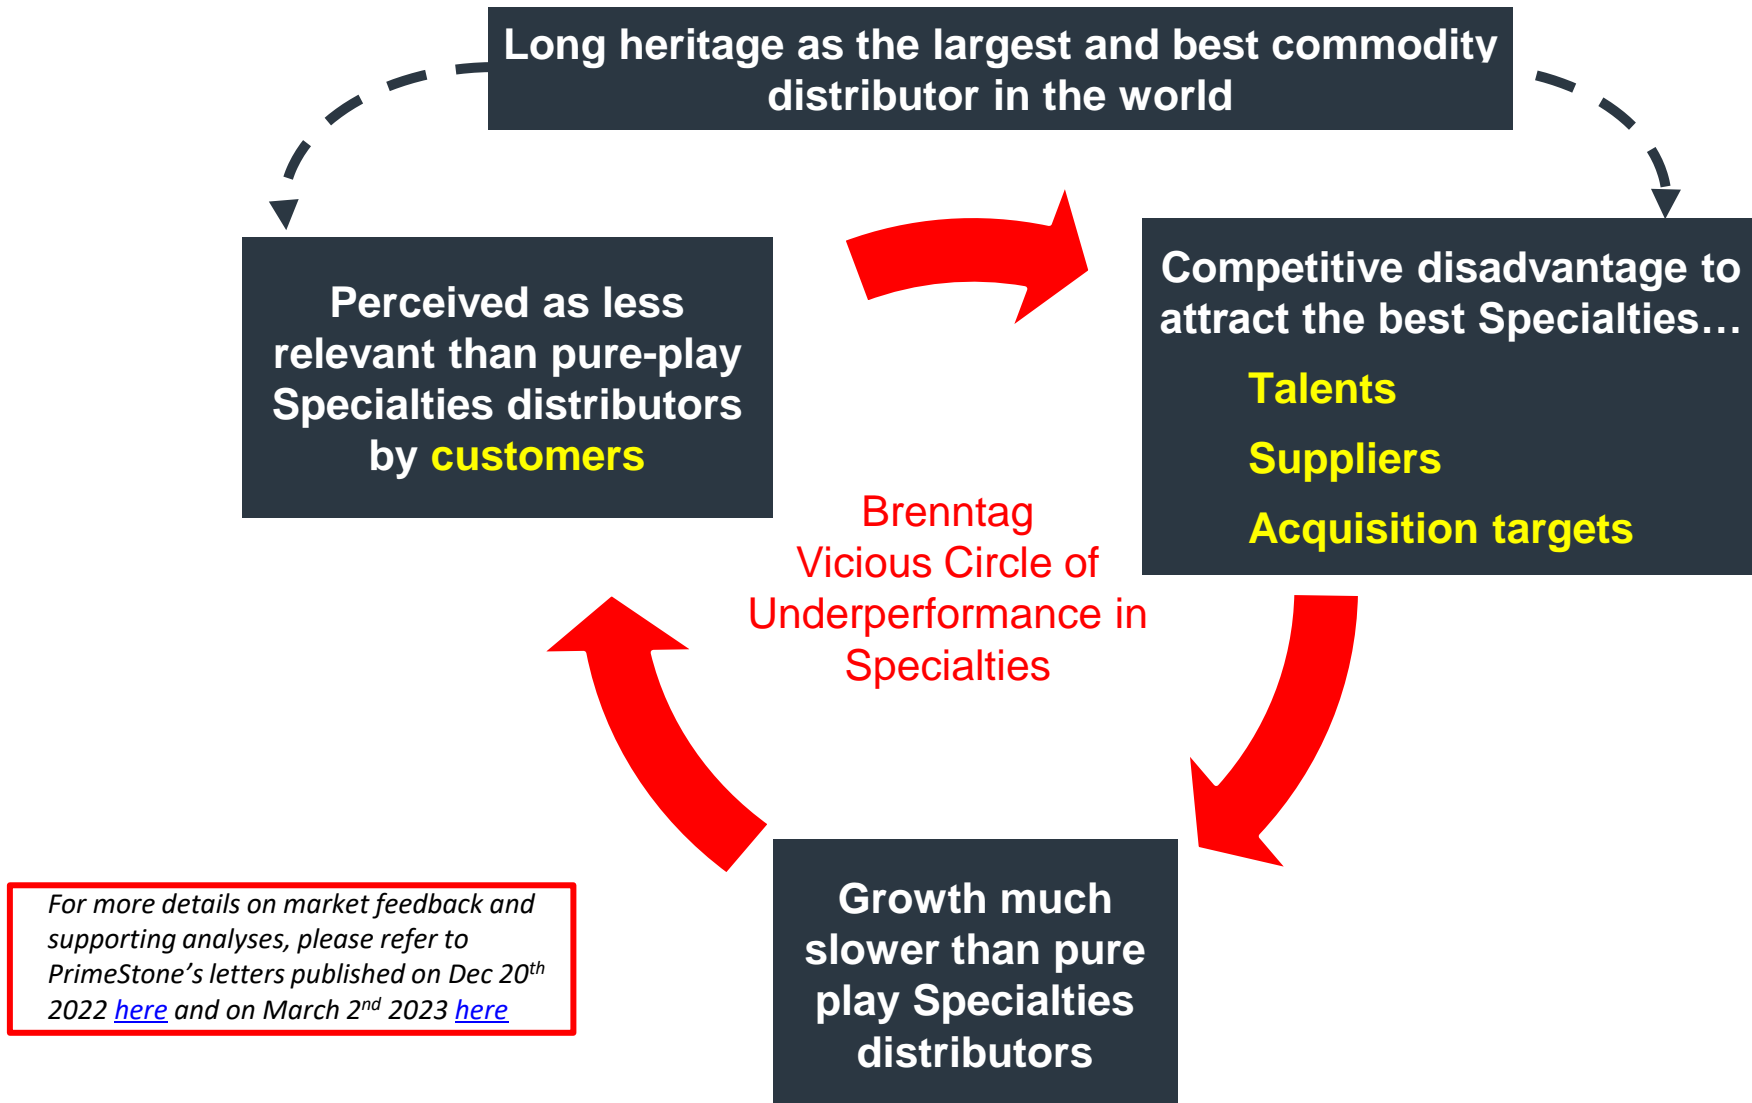 Long heritage as the largest and best commodity
distributor in the world
Perceived as less
relevant than pure-play
Specialties distributors
by customers
Competitive disadvantage to
attract the best Specialties…
Talents
Suppliers
Acquisition targets
Brenntag
Vicious Circle of
Underperformance in
Specialties
Growth much
slower than pure
play Specialties
distributors
For more details on market feedback and
supporting analyses, please refer to
PrimeStone’s letters published on Dec 20th
2022 here and on March 2nd 2023 here